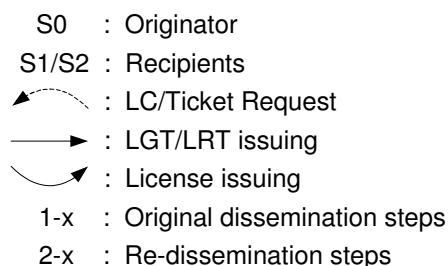 S0 : Originator
S1/S2 : Recipients
: LC/Ticket Request
: LGT/LRT issuing
: License issuing
1-x : Original dissemination steps
2-x : Re-dissemination steps